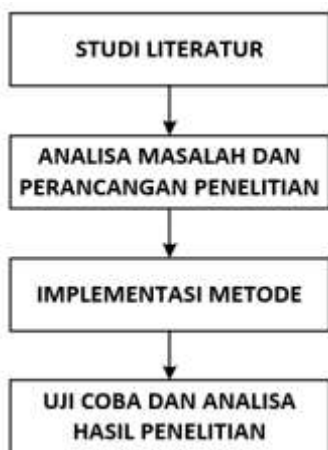 STUDI LITERATUR
ANALISA MASALAH DAN
PERANCANGAN PENELITIAN
IMPLEMENTASI METODE
UJI COBA DAN ANALISA
HASIL PENELITIAN